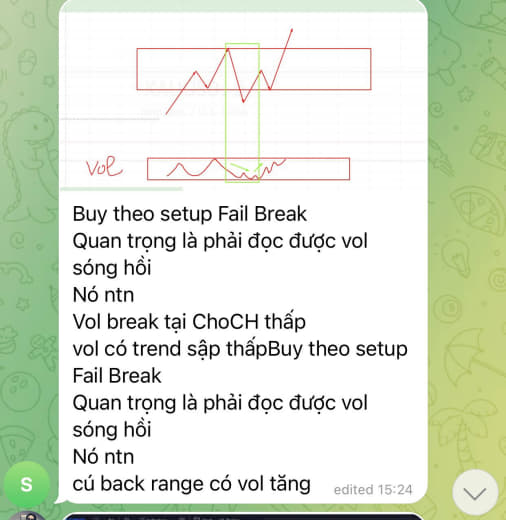 VOL
Buy theo setup Fail Break
Quan trọng là phải đọc được vol
sóng hồi
Nó ntn
Vol break tại ChoCH thấp
vol có trend sập thấpBuy theo setup
Fail Break
Quan trọng là phải đọc được vol
sóng hồi
Nó ntn
cú back range có vol tăng
edited 15:24
S